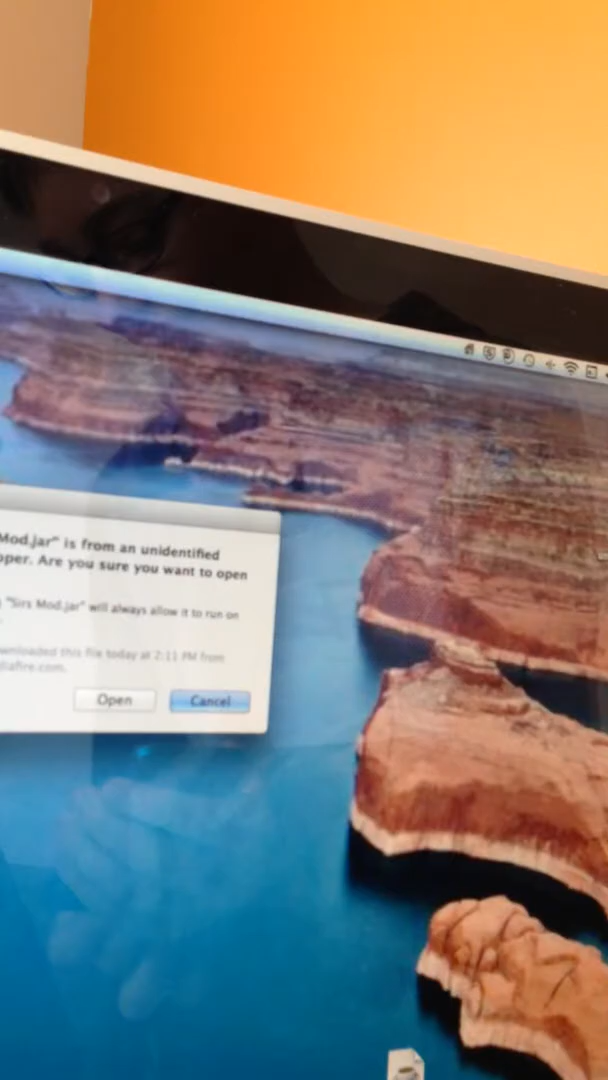 Mod.jar" is from an unidentified
oper. Are you sure you want to open
"Sirs Mod.jar" will always allow it to run on
wnloaded this file today at 2:11 PM from
diafire.com.
Open
Cancel